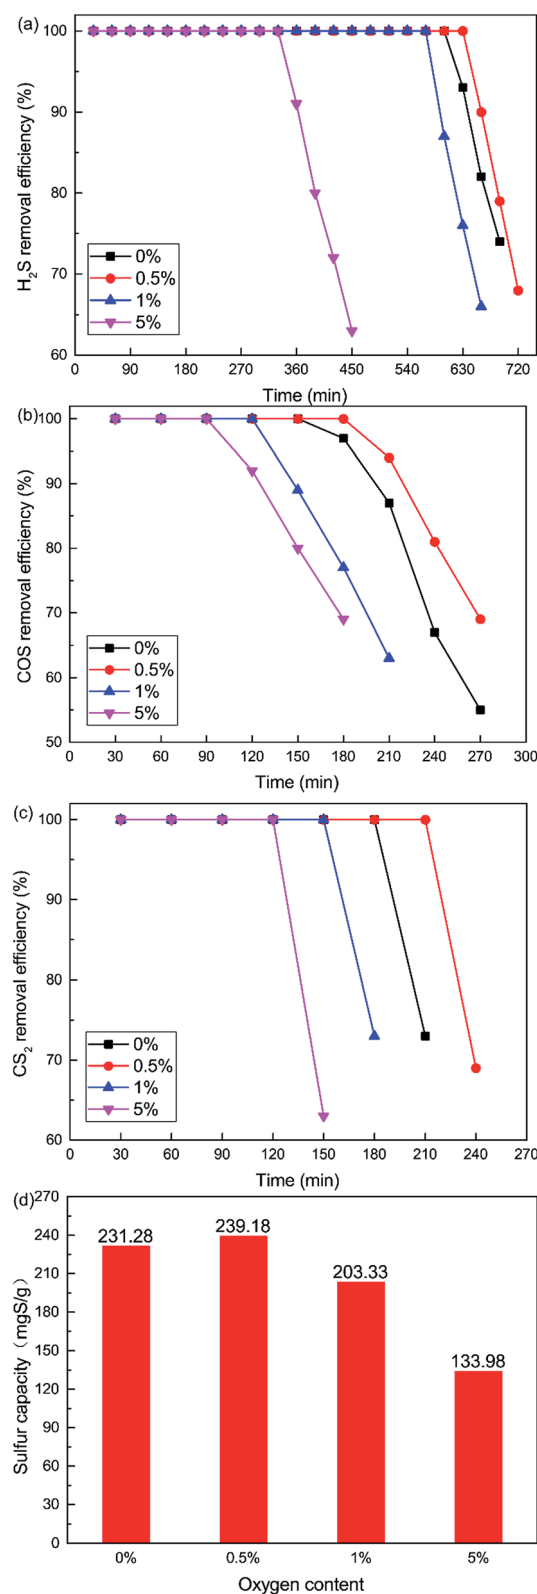 (a)
100
90
80
70
60
H₂S removal efficiency (%)
0%
0.5%
1%
5%
0 90 180 270 360 450 540 630 720
Time (min)
(b)
100
90
80
70
60
50
COS removal efficiency (%)
0%
0.5%
1%
5%
0 30 60 90 120 150 180 210 240 270 300
Time (min)
(c)
100
90
80
70
60
CS₂ removal efficiency (%)
0%
0.5%
1%
5%
0 30 60 90 120 150 180 210 240 270
Time (min)
(d)
270
240
210
180
150
120
90
60
30
0
Sulfur capacity（mgS/g）
231.28
239.18
203.33
133.98
0% 0.5% 1% 5%
Oxygen content